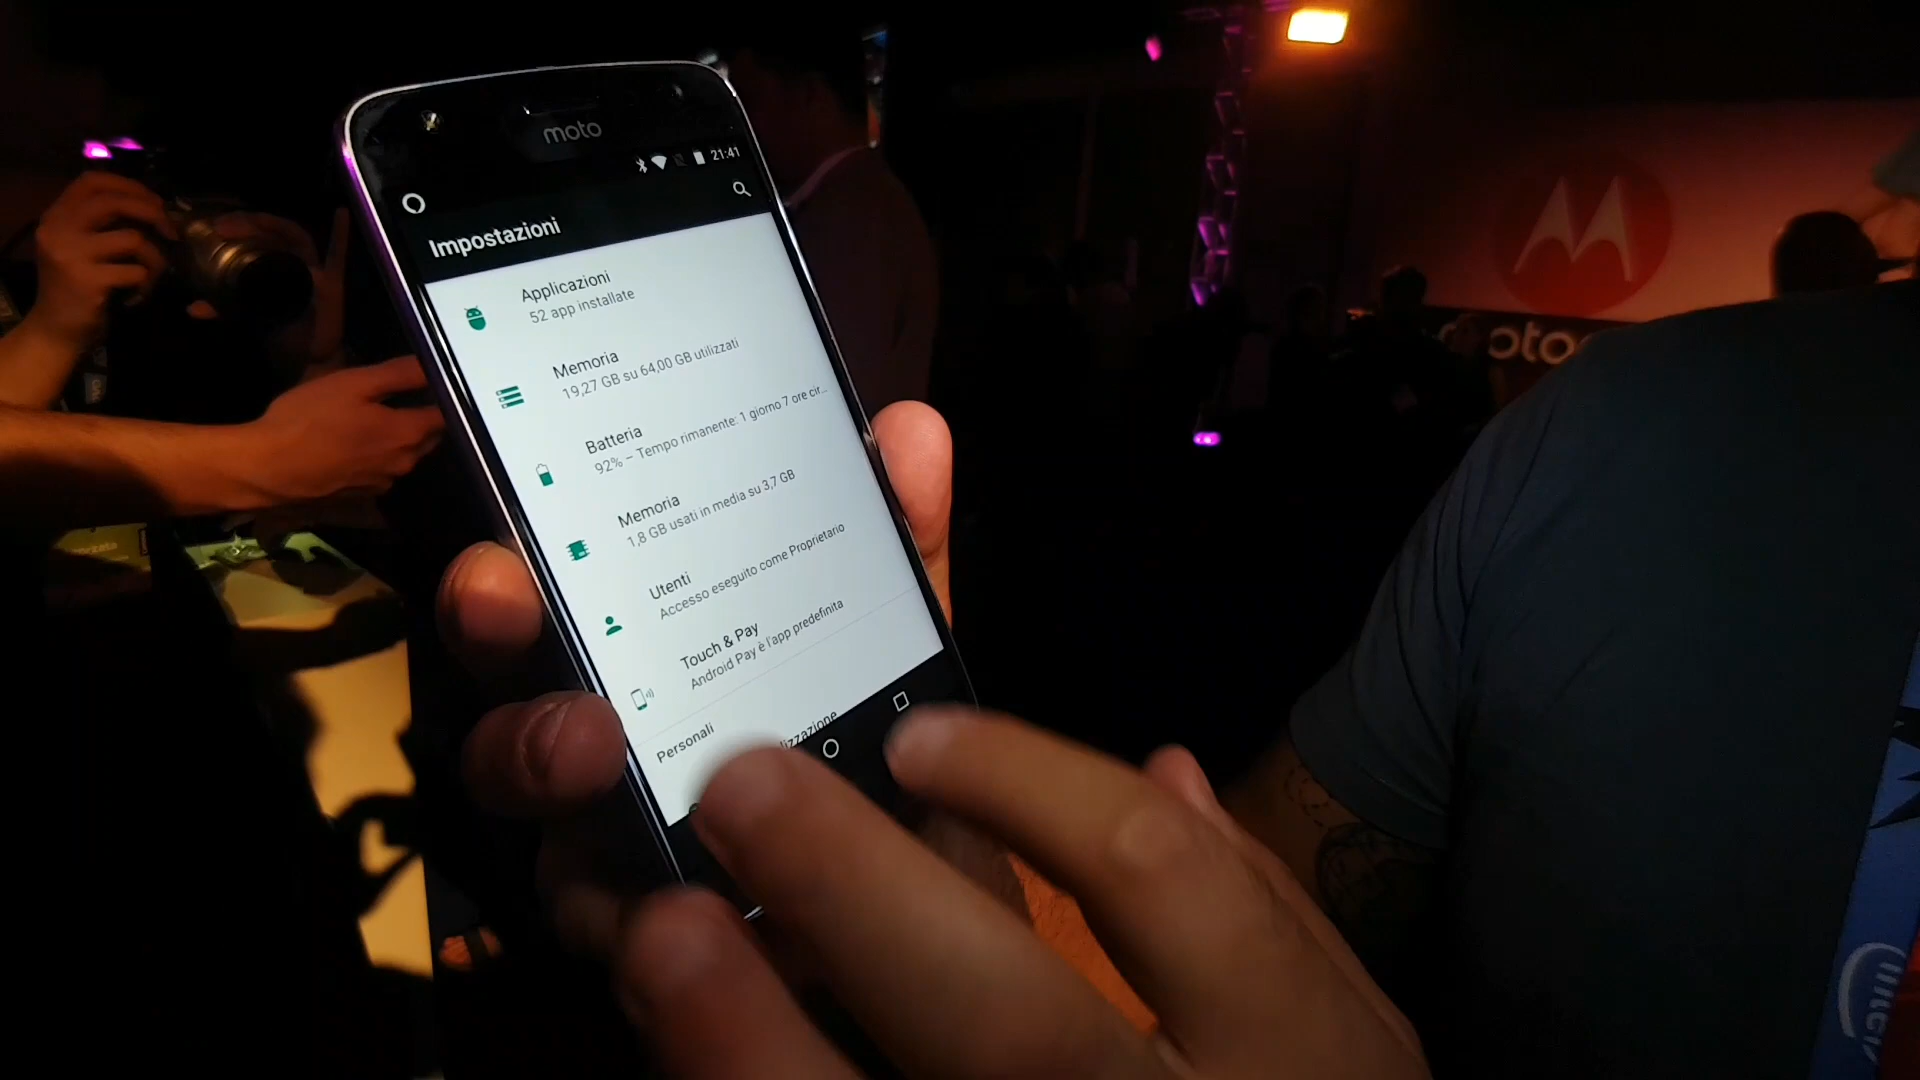 moto
21:41
Impostazioni
Applicazioni
52 app installate
Memoria
19,27 GB su 64,00 GB utilizzati
Batteria
92% – Tempo rimanente: 1 giorno 7 ore cir...
Memoria
1,8 GB usati in media su 3,7 GB
Utenti
Accesso eseguito come Proprietario
Touch & Pay
Android Pay è l'app predefinita
Personali